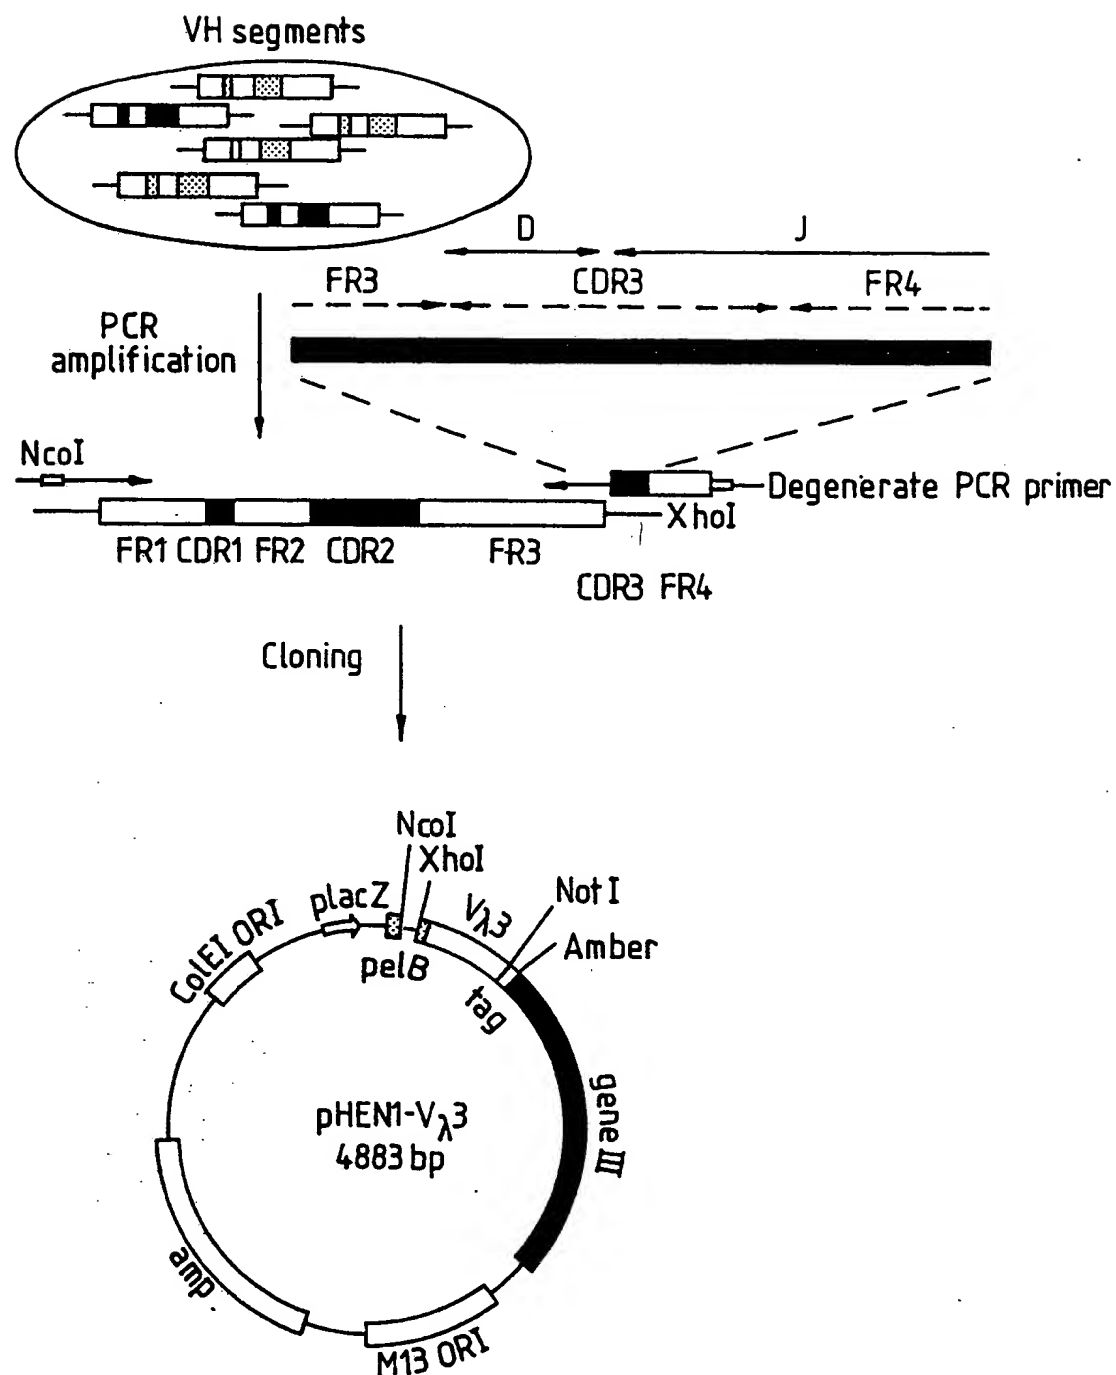 VH segments
D
J
FR3
CDR3
FR4
PCR
amplification
NcoI
Degenerate PCR primer
XhoI
FR1 CDR1 FR2 CDR2 FR3
CDR3 FR4
Cloning
NcoI
XhoI
placZ
Vλ3
NotI
Amber
ColEI ORI
pelB
tag
gene III
pHEN1-Vλ3
4883 bp
amp
M13 ORI